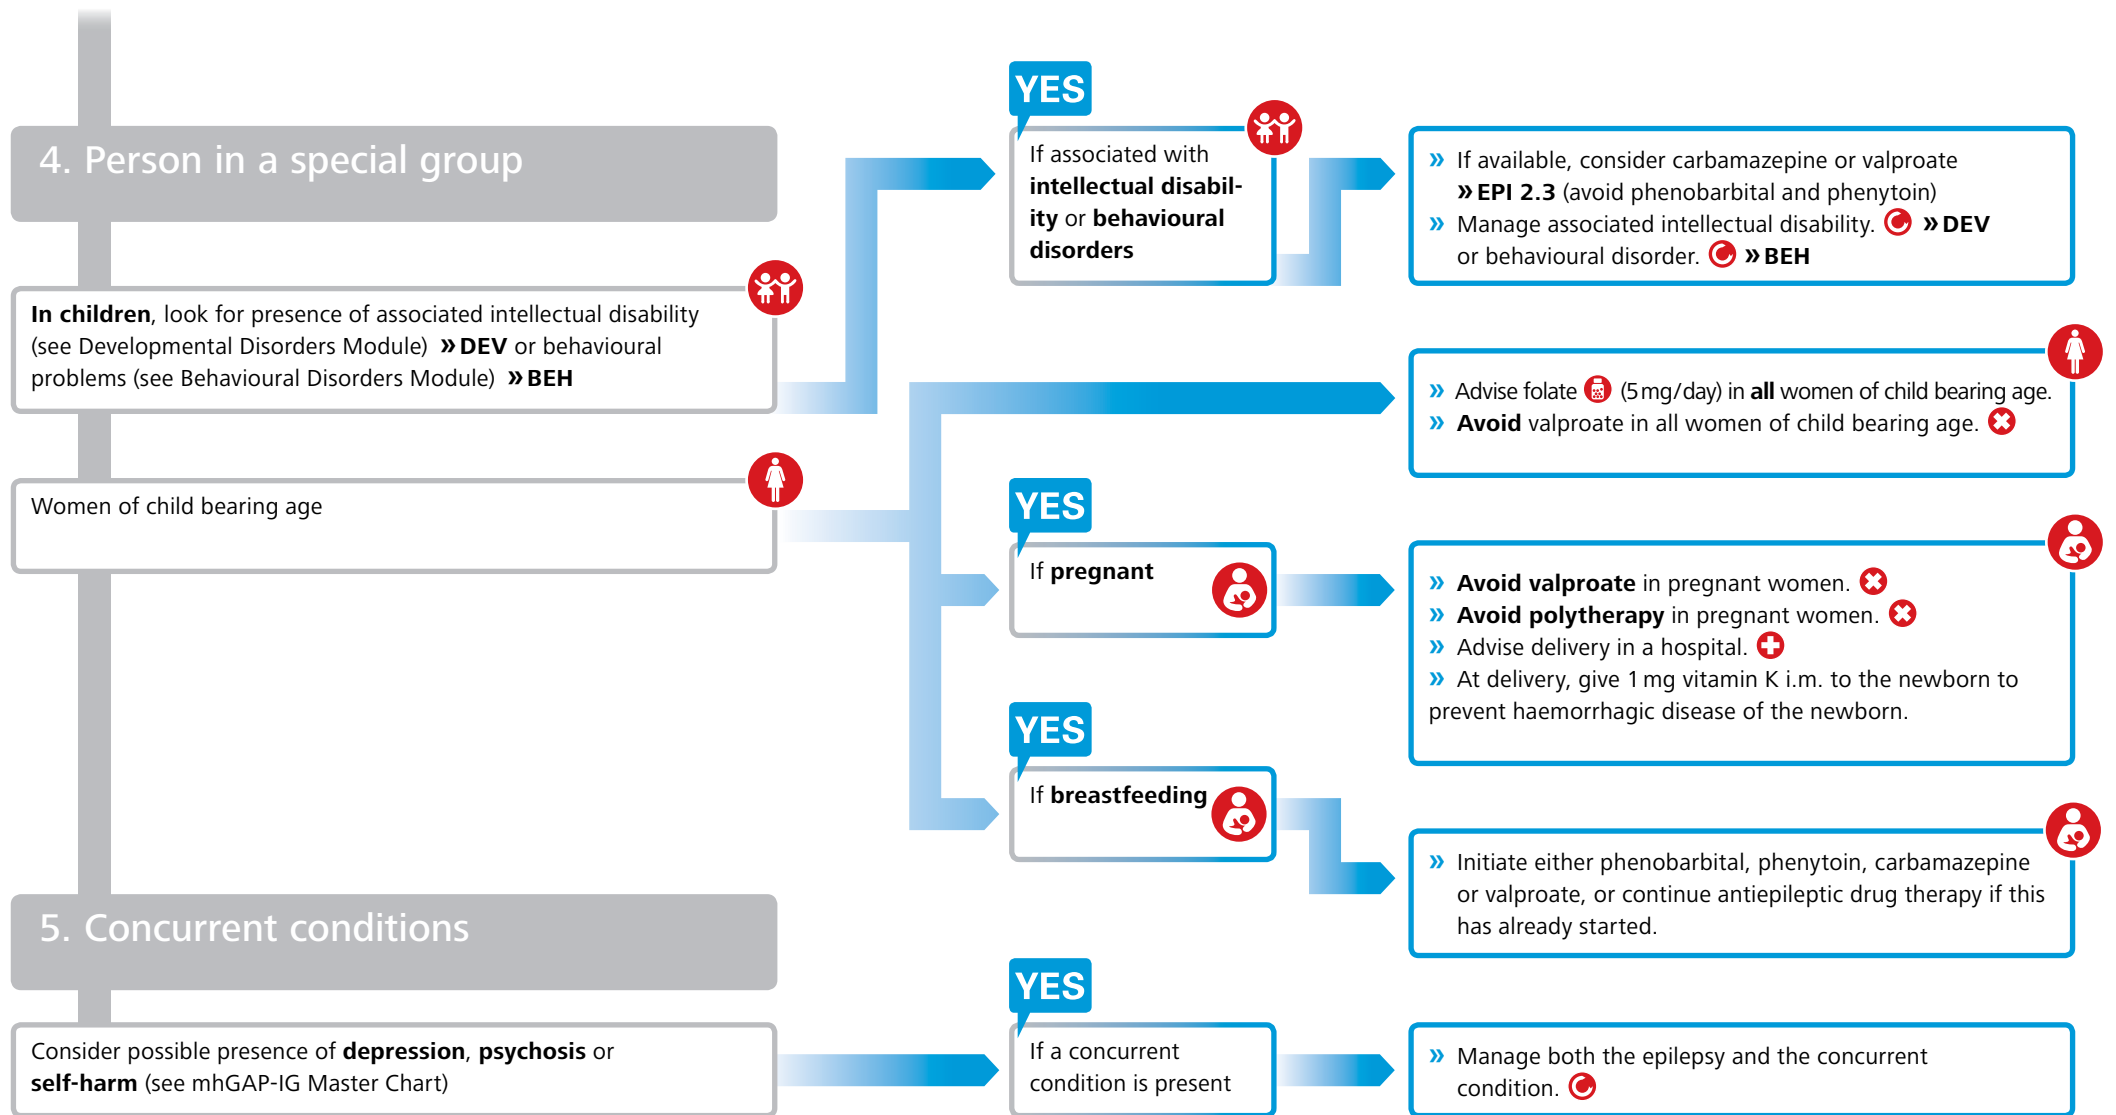 4. Person in a special group
In children, look for presence of associated intellectual disability
(see Developmental Disorders Module) » DEV or behavioural
problems (see Behavioural Disorders Module) » BEH
YES
If associated with
intellectual disabil-
ity or behavioural
disorders
» If available, consider carbamazepine or valproate
» EPI 2.3 (avoid phenobarbital and phenytoin)
» Manage associated intellectual disability. » DEV
or behavioural disorder. » BEH
Women of child bearing age
» Advise folate (5 mg/day) in all women of child bearing age.
» Avoid valproate in all women of child bearing age.
YES
If pregnant
» Avoid valproate in pregnant women.
» Avoid polytherapy in pregnant women.
» Advise delivery in a hospital.
» At delivery, give 1 mg vitamin K i.m. to the newborn to
prevent haemorrhagic disease of the newborn.
YES
If breastfeeding
» Initiate either phenobarbital, phenytoin, carbamazepine
or valproate, or continue antiepileptic drug therapy if this
has already started.
5. Concurrent conditions
Consider possible presence of depression, psychosis or
self-harm (see mhGAP-IG Master Chart)
YES
If a concurrent
condition is present
» Manage both the epilepsy and the concurrent
condition.